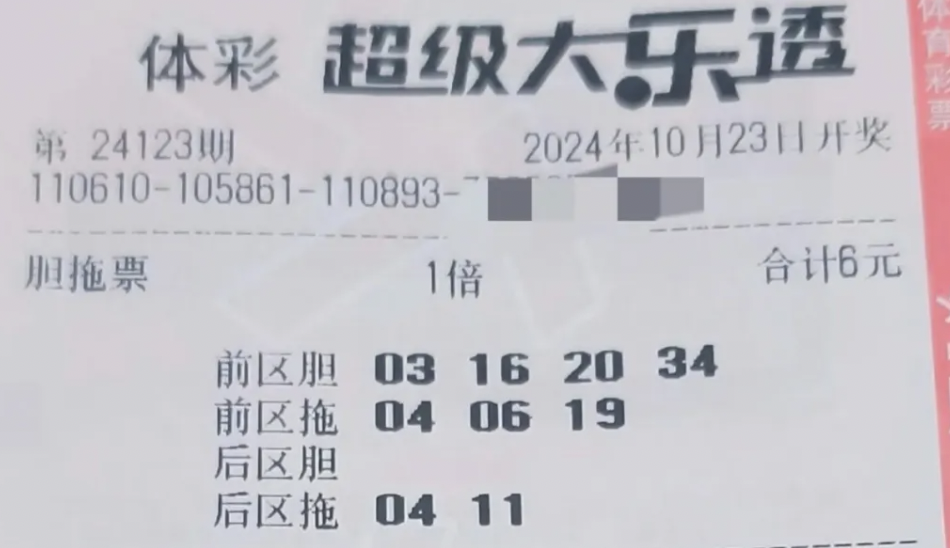 体彩 超级大乐透
第 24123期 2024年10月23日开奖
110610-105861-110893-
胆拖票 1倍 合计6元
前区胆 03 16 20 34
前区拖 04 06 19
后区胆
后区拖 04 11
体育彩票